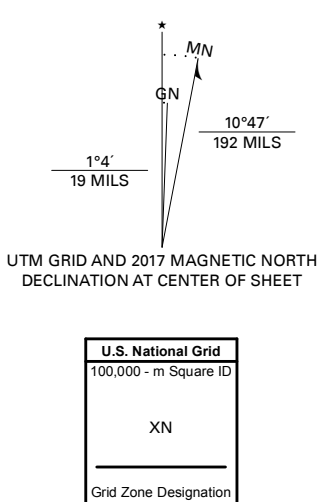 ★
MN
GN
10°47´
192 MILS
1°4´
19 MILS
UTM GRID AND 2017 MAGNETIC NORTH
DECLINATION AT CENTER OF SHEET
U.S. National Grid
100,000 - m Square ID
XN
Grid Zone Designation